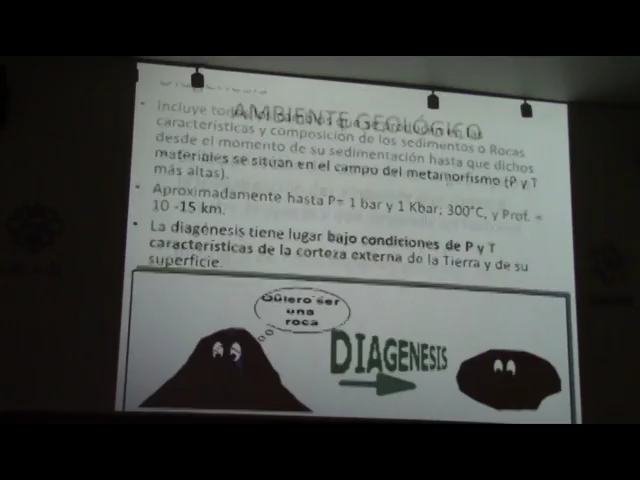 AMBIENTE GEOLÓGICO
• Incluye todos los cambios que se producen en las
características y composición de los sedimentos o Rocas
desde el momento de su sedimentación hasta que dichos
materiales se sitúan en el campo del metamorfismo (P y T
más altas).
• Aproximadamente hasta P= 1 bar y 1 Kbar; 300°C, y Prof. =
10 -15 km.
• La diagénesis tiene lugar bajo condiciones de P y T
características de la corteza externa de la Tierra y de su
superficie.
Quiero ser
una
roca
DIAGENESIS